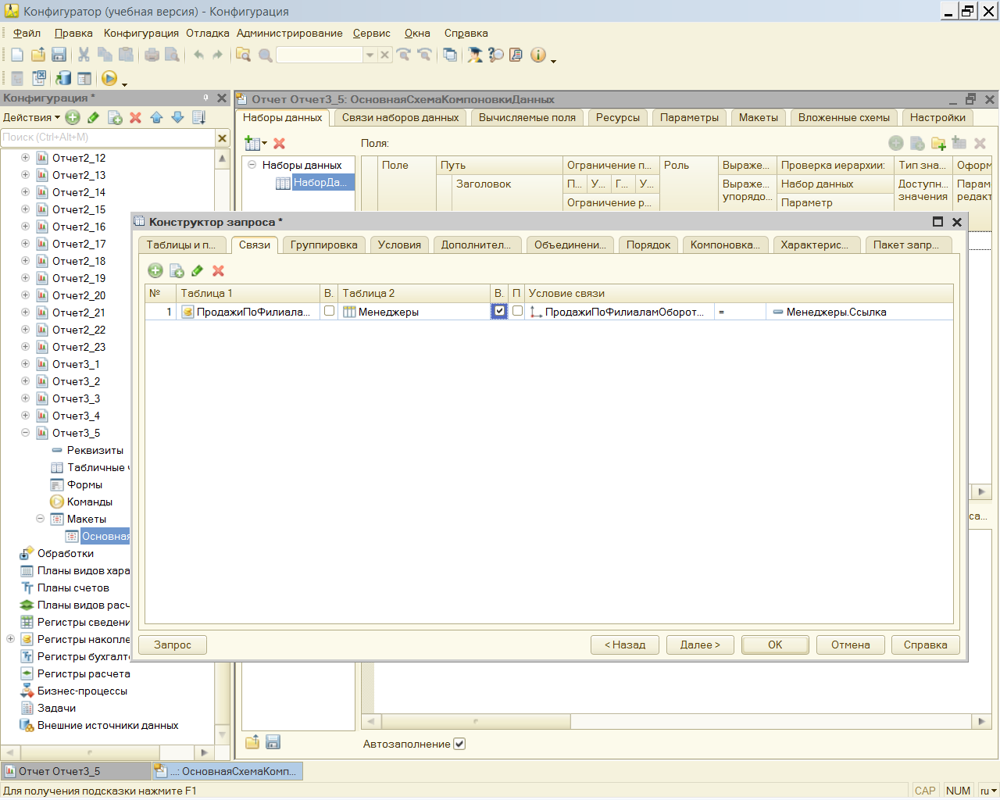 Конфигуратор (учебная версия) - Конфигурация
Файл Правка Конфигурация Отладка Администрирование Сервис Окна Справка
Конфигурация *
Действия
Поиск (Ctrl+Alt+M)
Отчет2_12
Отчет2_13
Отчет2_14
Отчет2_15
Отчет2_16
Отчет2_17
Отчет2_18
Отчет2_19
Отчет2_20
Отчет2_21
Отчет2_22
Отчет2_23
Отчет3_1
Отчет3_2
Отчет3_3
Отчет3_4
Отчет3_5
Реквизиты
Табличные ч
Формы
Команды
Макеты
Основная
Обработки
Планы видов хара
Планы счетов
Планы видов расч
Регистры сведени
Регистры накопле
Регистры бухгалт
Регистры расчета
Бизнес-процессы
Задачи
Внешние источники данных
Отчет Отчет3_5: ОсновнаяСхемаКомпоновкиДанных
Наборы данных Связи наборов данных Вычисляемые поля Ресурсы Параметры Макеты Вложенные схемы Настройки
Поля:
Наборы данных
НаборДа...
Поле Путь Ограничение п... Роль Выраже... Проверка иерархии: Тип зна... Оформ
Заголовок П... У... Г... У... Выраже... Набор данных Доступн... Парам
Ограничение р... упорядо... Параметр значения редакт
са...
Автозаполнение
Конструктор запроса *
Таблицы и п... Связи Группировка Условия Дополнител... Объединени... Порядок Компоновка... Характерис... Пакет запр...
№ Таблица 1 В. Таблица 2 В. П Условие связи
1 ПродажиПоФилиала... Менеджеры ПродажиПоФилиаламОборот... = Менеджеры.Ссылка
Запрос < Назад Далее > OK Отмена Справка
Отчет Отчет3_5 ...: ОсновнаяСхемаКомп...
Для получения подсказки нажмите F1 CAP NUM ru